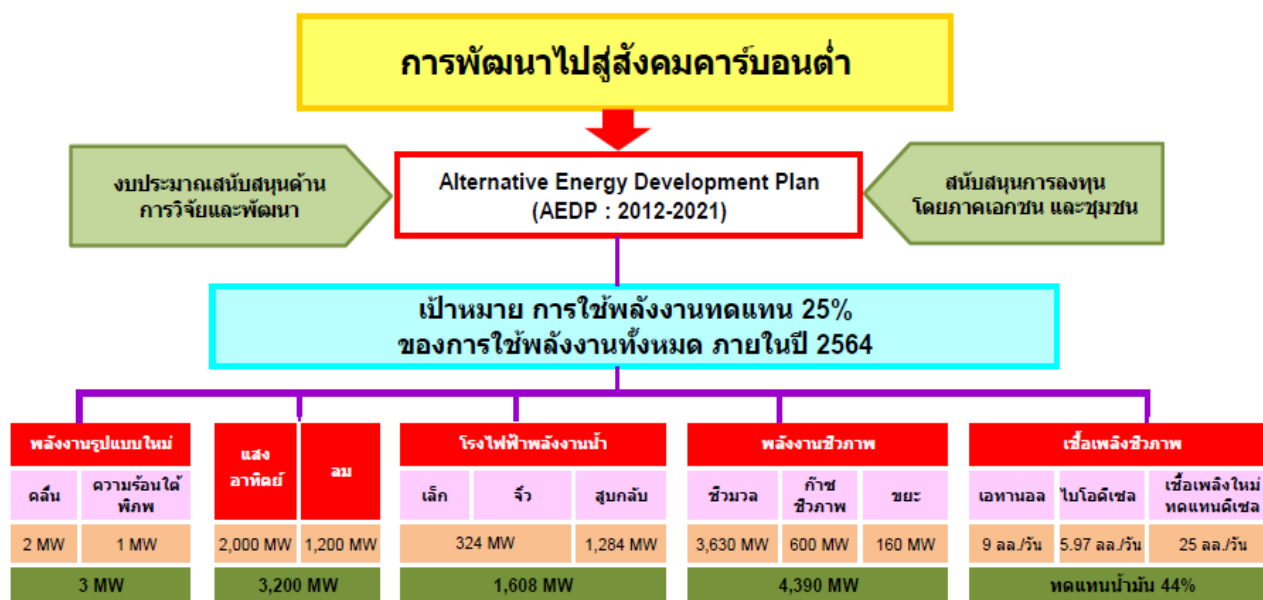 การพัฒนาไปสู่สังคมคาร์บอนต่ำ
งบประมาณสนับสนุนด้าน
การวิจัยและพัฒนา
Alternative Energy Development Plan
(AEDP : 2012-2021)
สนับสนุนการลงทุน
โดยภาคเอกชน และชุมชน
เป้าหมาย การใช้พลังงานทดแทน 25%
ของการใช้พลังงานทั้งหมด ภายในปี 2564
พลังงานรูปแบบใหม่
คลื่น
ความร้อนใต้
พิภพ
2 MW
1 MW
3 MW
แสง
อาทิตย์
ลม
2,000 MW
1,200 MW
3,200 MW
โรงไฟฟ้าพลังงานน้ำ
เล็ก
จิ๋ว
สูบกลับ
324 MW
1,284 MW
1,608 MW
พลังงานชีวภาพ
ชีวมวล
ก๊าซ
ชีวภาพ
ขยะ
3,630 MW
600 MW
160 MW
4,390 MW
เชื้อเพลิงชีวภาพ
เอทานอล
ไบโอดีเซล
เชื้อเพลิงใหม่
ทดแทนดีเซล
9 ลล./วัน
5.97 ลล./วัน
25 ลล./วัน
ทดแทนน้ำมัน 44%